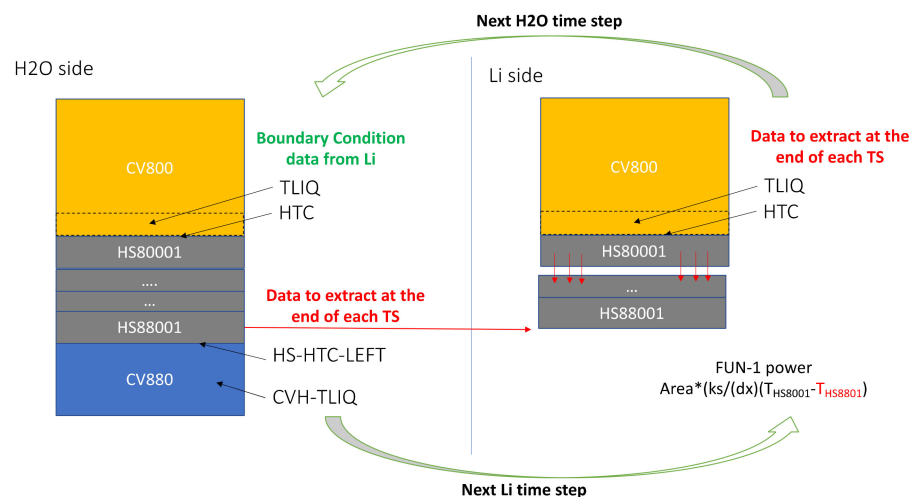 Next H2O time step
H2O side
Li side
CV800
Boundary Condition
data from Li
TLIQ
HTC
HS80001
....
...
HS88001
CV880
HS-HTC-LEFT
CVH-TLIQ
Data to extract at the
end of each TS
CV800
Data to extract at the
end of each TS
TLIQ
HTC
HS80001
...
HS88001
FUN-1 power
Area*(ks/(dx)(THS8001-THS8801)
Next Li time step